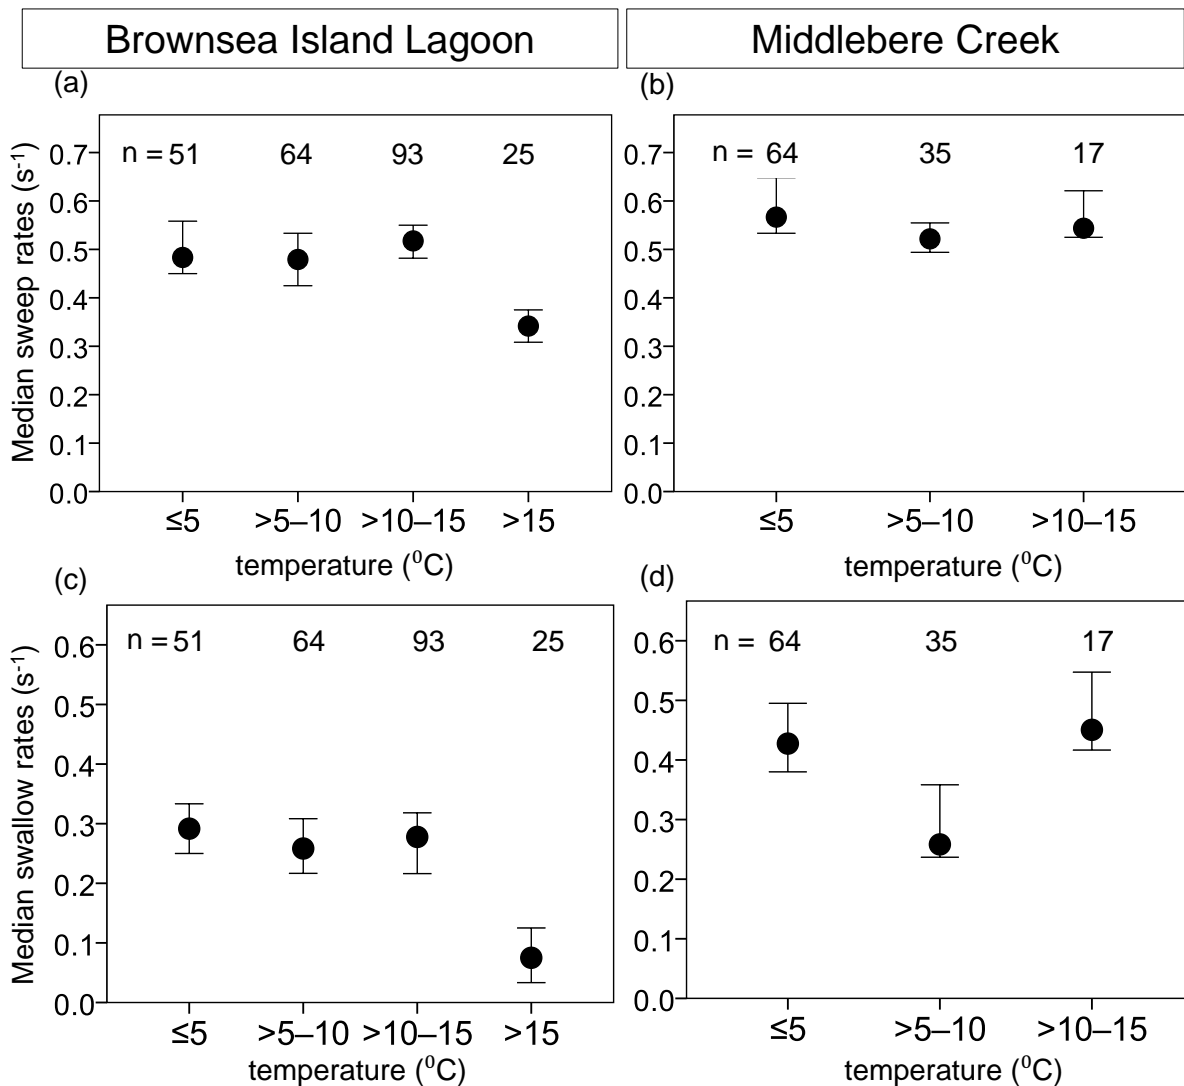 Brownsea Island Lagoon
Middlebere Creek
(a)
Median sweep rates (s-1)
n = 51 64 93 25
0.7
0.6
0.5
0.4
0.3
0.2
0.1
0.0
≤5 >5–10 >10–15 >15
temperature (⁰C)
(b)
n = 64 35 17
0.7
0.6
0.5
0.4
0.3
0.2
0.1
0.0
≤5 >5–10 >10–15
temperature (⁰C)
(c)
Median swallow rates (s-1)
n = 51 64 93 25
0.6
0.5
0.4
0.3
0.2
0.1
0.0
≤5 >5–10 >10–15 >15
temperature (⁰C)
(d)
n = 64 35 17
0.6
0.5
0.4
0.3
0.2
0.1
0.0
≤5 >5–10 >10–15
temperature (⁰C)